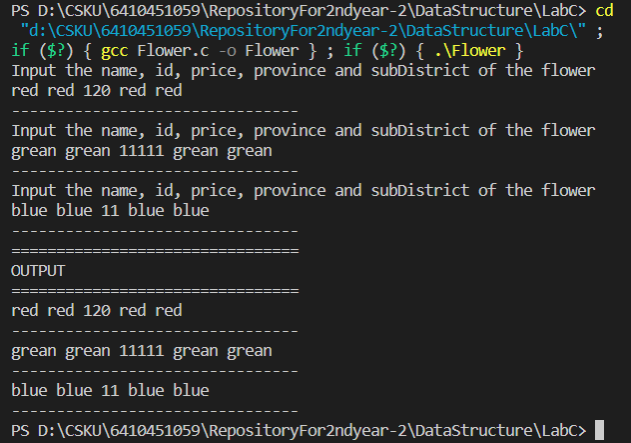 PS D:\CSKU\6410451059\RepositoryFor2ndyear-2\DataStructure\LabC> cd
"d:\CSKU\6410451059\RepositoryFor2ndyear-2\DataStructure\LabC\" ;
if ($?) { gcc Flower.c -o Flower } ; if ($?) { .\Flower }
Input the name, id, price, province and subDistrict of the flower
red red 120 red red
--------------------------------
Input the name, id, price, province and subDistrict of the flower
grean grean 11111 grean grean
--------------------------------
Input the name, id, price, province and subDistrict of the flower
blue blue 11 blue blue
--------------------------------
================================
OUTPUT
================================
red red 120 red red
--------------------------------
grean grean 11111 grean grean
--------------------------------
blue blue 11 blue blue
--------------------------------
PS D:\CSKU\6410451059\RepositoryFor2ndyear-2\DataStructure\LabC>